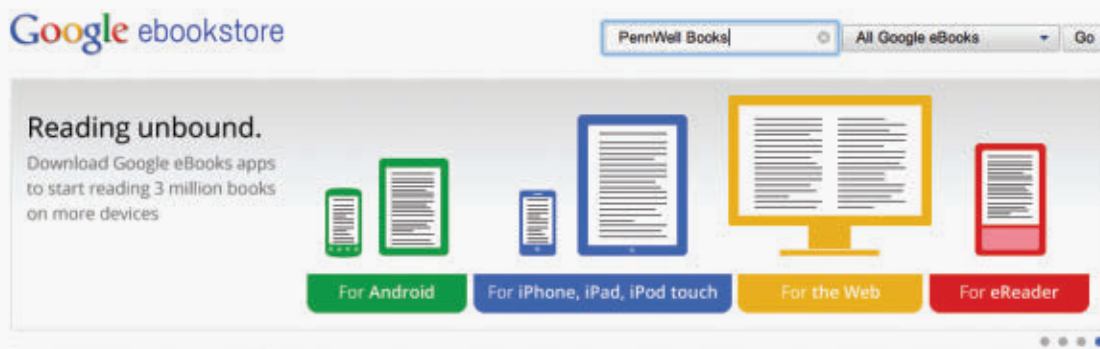 Google ebookstore
PennWell Books
All Google eBooks
Go
Reading unbound.
Download Google eBooks apps
to start reading 3 million books
on more devices
For Android
For iPhone, iPad, iPod touch
For the Web
For eReader